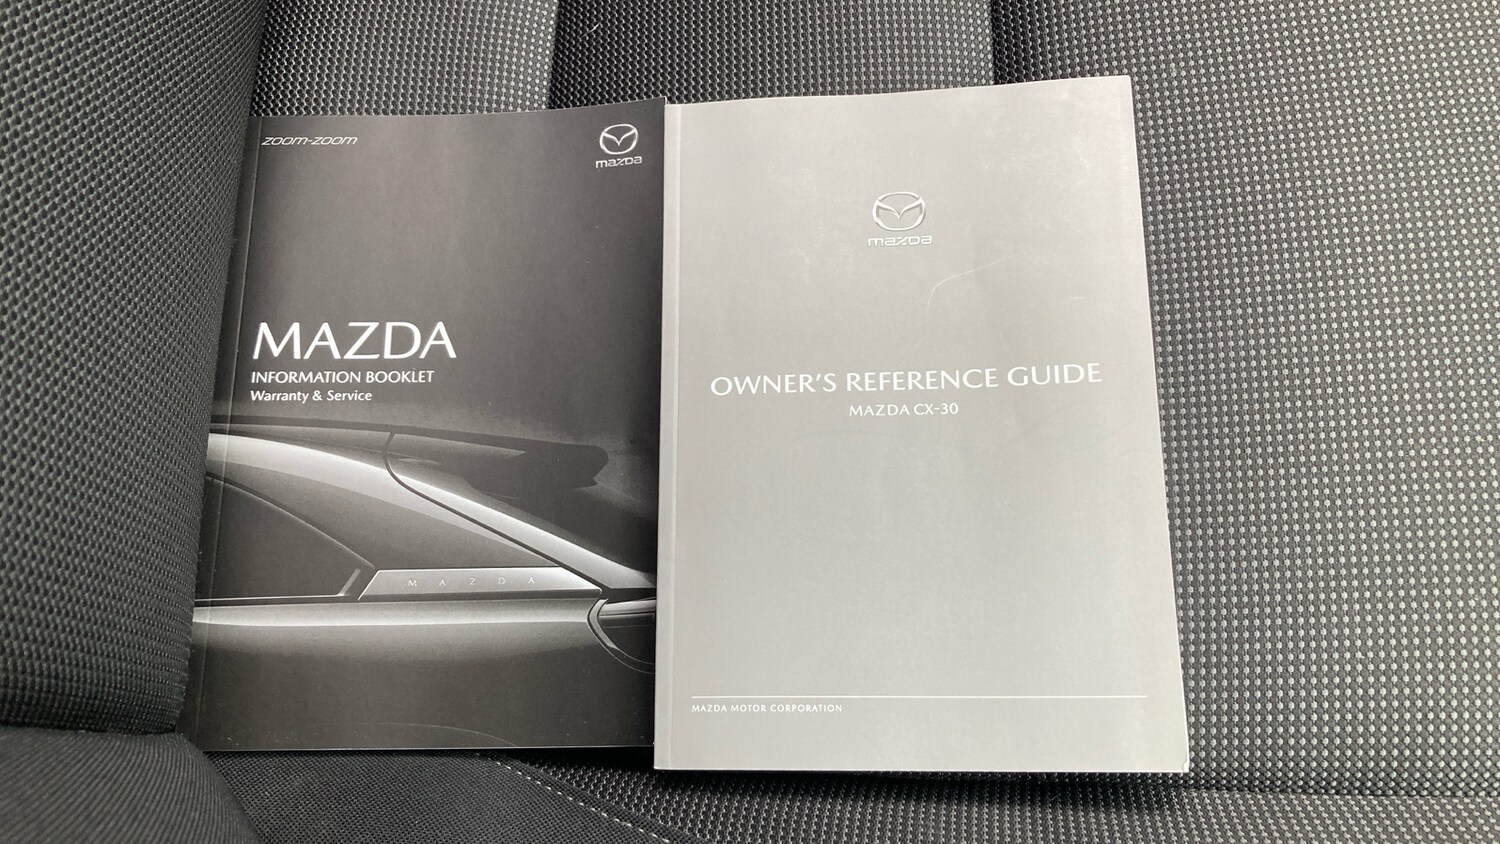 zoom-zoom
mazda
MAZDA
INFORMATION BOOKLET
Warranty & Service
MAZDA
mazda
OWNER'S REFERENCE GUIDE
MAZDA CX-30
MAZDA MOTOR CORPORATION